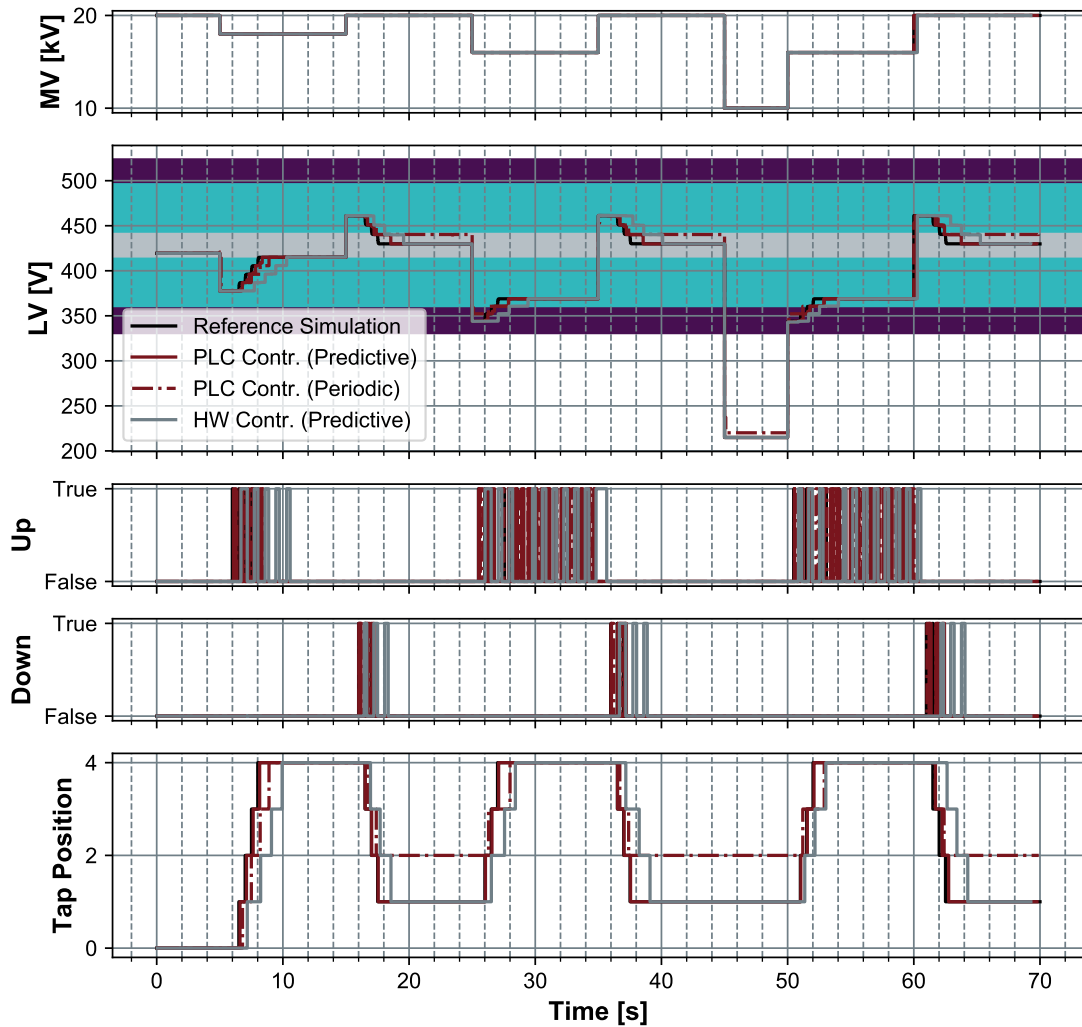 MV [kV]
20
10
LV [V]
500
450
400
350
300
250
200
Reference Simulation
PLC Contr. (Predictive)
PLC Contr. (Periodic)
HW Contr. (Predictive)
Up
True
False
Down
True
False
Tap Position
4
2
0
0 10 20 30 40 50 60 70
Time [s]